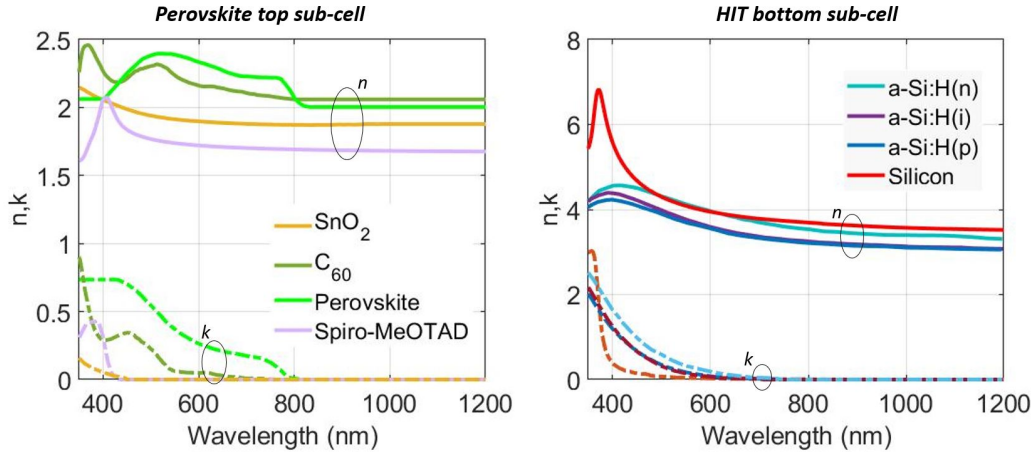 Perovskite top sub-cell
2.5
2
1.5
1
0.5
0
n,k
n
k
SnO2
C60
Perovskite
Spiro-MeOTAD
400
600
800
1000
1200
Wavelength (nm)
HIT bottom sub-cell
8
6
4
2
0
n,k
a-Si:H(n)
a-Si:H(i)
a-Si:H(p)
Silicon
n
k
400
600
800
1000
1200
Wavelength (nm)